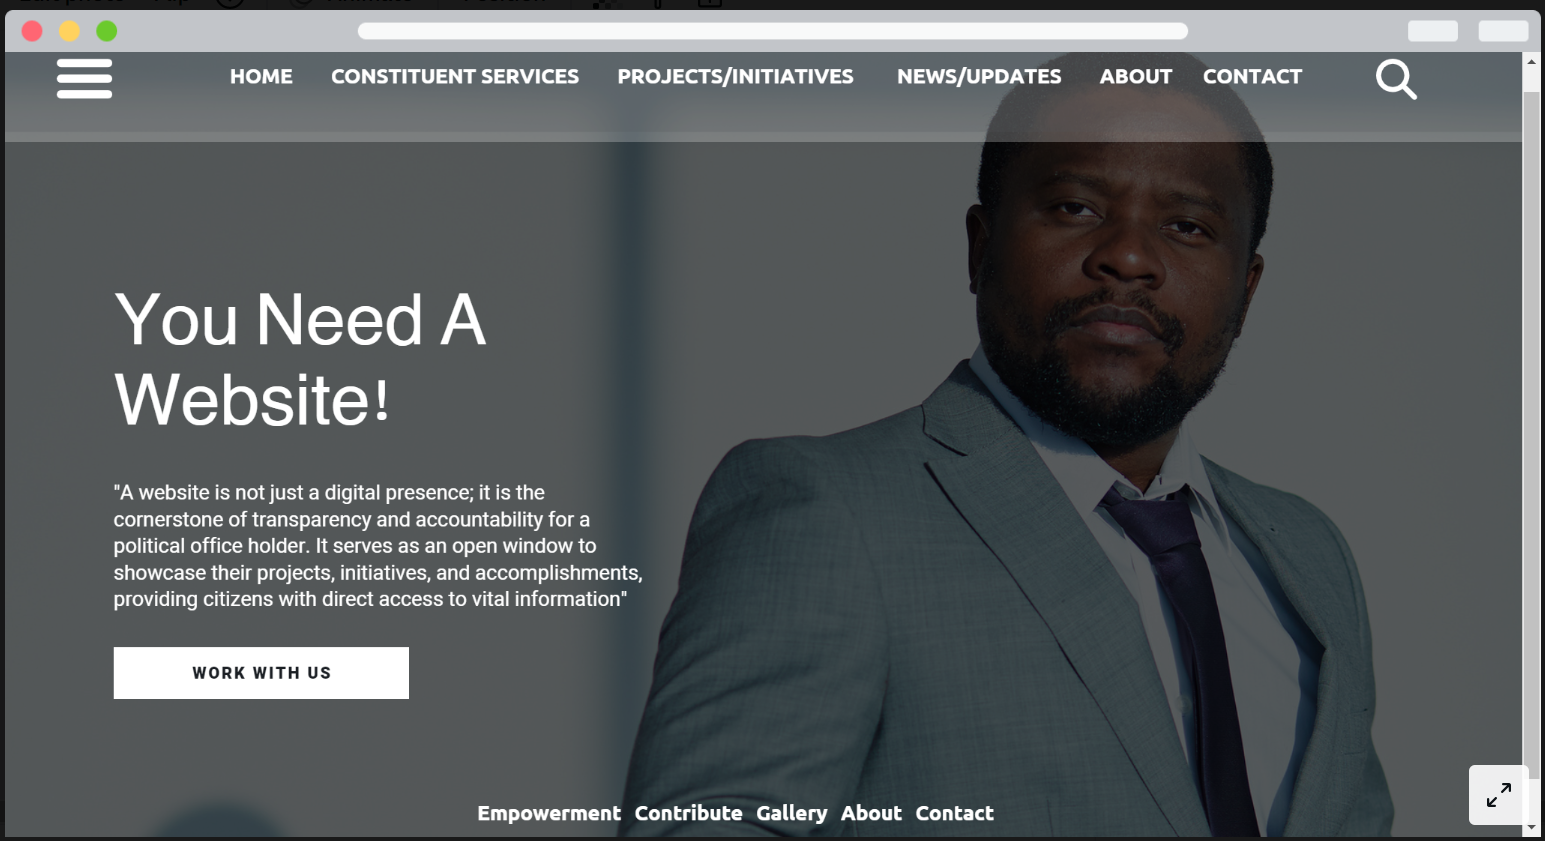 HOME CONSTITUENT SERVICES PROJECTS/INITIATIVES NEWS/UPDATES ABOUT CONTACT
You Need A
Website!
"A website is not just a digital presence; it is the
cornerstone of transparency and accountability for a
political office holder. It serves as an open window to
showcase their projects, initiatives, and accomplishments,
providing citizens with direct access to vital information"
WORK WITH US
Empowerment Contribute Gallery About Contact